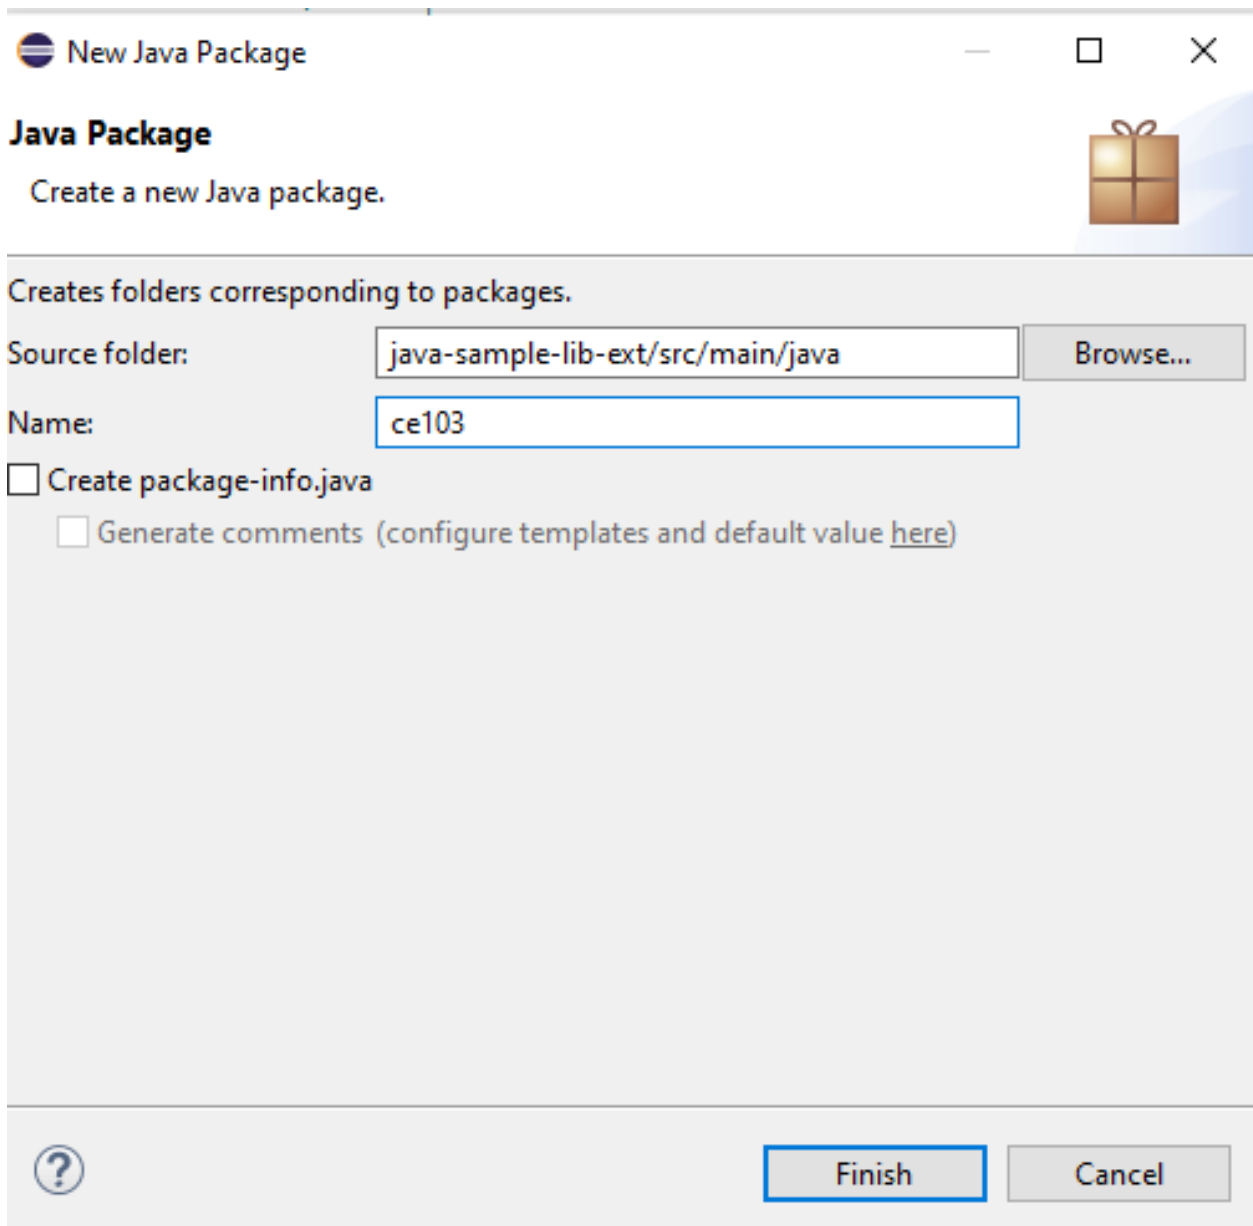 New Java Package
Java Package
Create a new Java package.
Creates folders corresponding to packages.
Source folder: java-sample-lib-ext/src/main/java Browse...
Name: ce103
Create package-info.java
Generate comments (configure templates and default value here)
? Finish Cancel